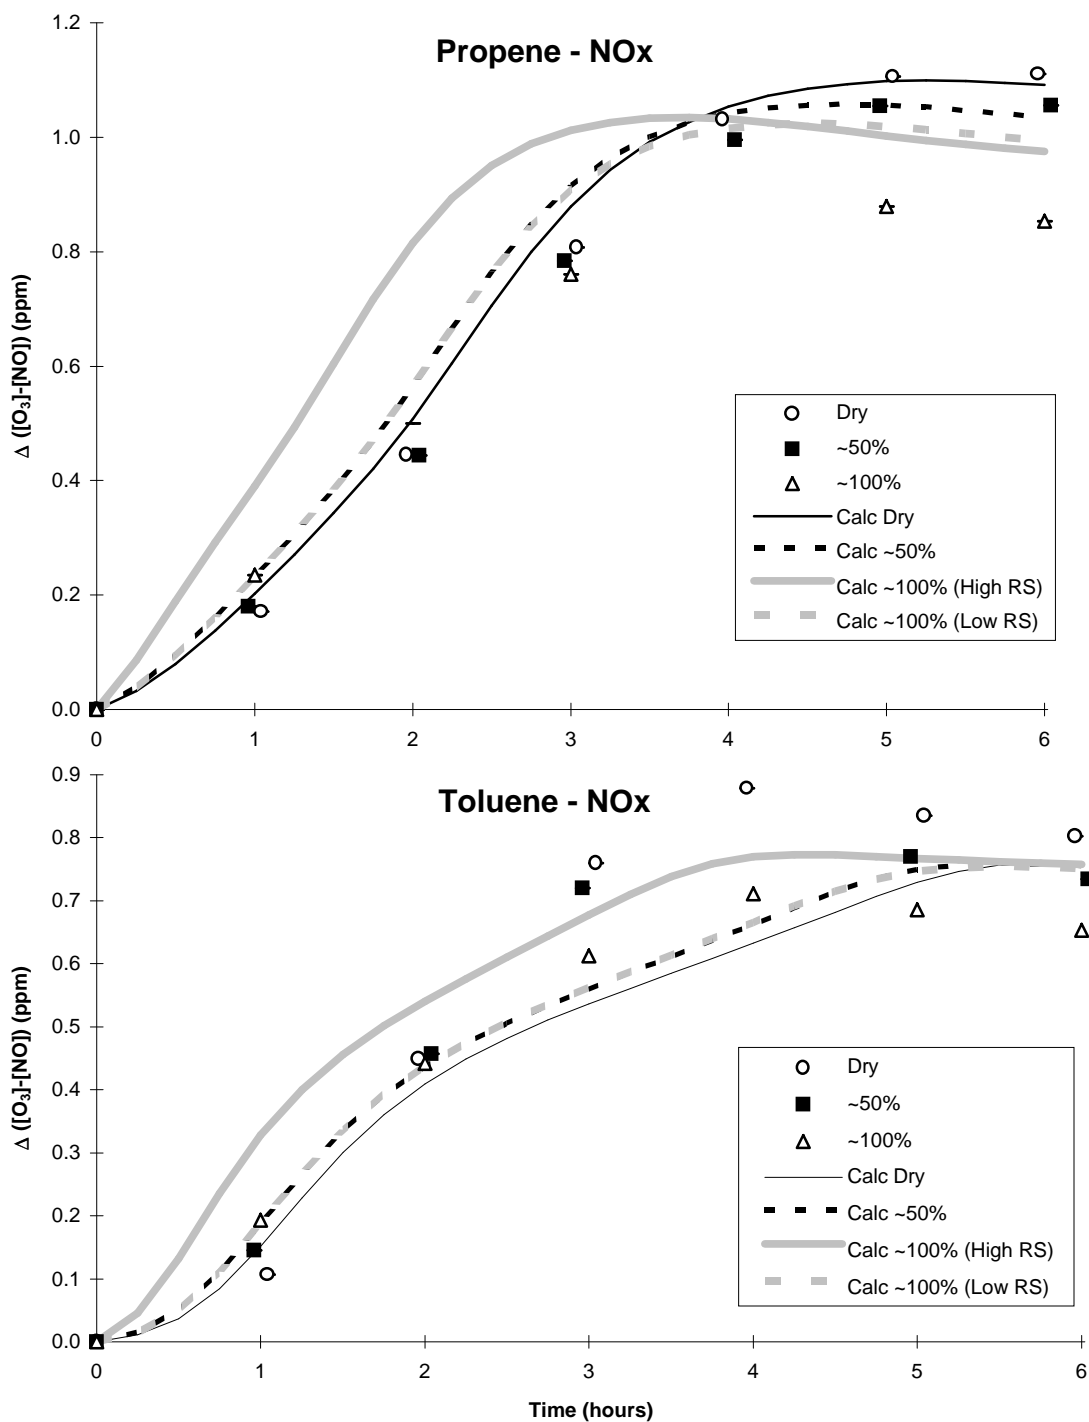 Propene - NOx
1.2
1.0
0.8
0.6
0.4
0.2
0.0
Δ ([O3]-[NO]) (ppm)
0 1 2 3 4 5 6
Dry
~50%
~100%
Calc Dry
Calc ~50%
Calc ~100% (High RS)
Calc ~100% (Low RS)
Toluene - NOx
0.9
0.8
0.7
0.6
0.5
0.4
0.3
0.2
0.1
0.0
Δ ([O3]-[NO]) (ppm)
Dry
~50%
~100%
Calc Dry
Calc ~50%
Calc ~100% (High RS)
Calc ~100% (Low RS)
0 1 2 3 4 5 6
Time (hours)